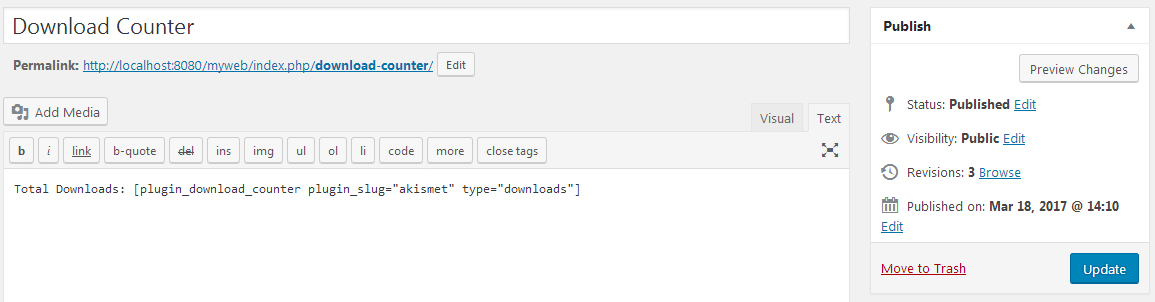 Download Counter
Permalink: http://localhost:8080/myweb/index.php/download-counter/ Edit
Add Media
Visual Text
b i link b-quote del ins img ul ol li code more close tags
Total Downloads: [plugin_download_counter plugin_slug="akismet" type="downloads"]
Publish
Preview Changes
Status: Published Edit
Visibility: Public Edit
Revisions: 3 Browse
Published on: Mar 18, 2017 @ 14:10
Edit
Move to Trash Update